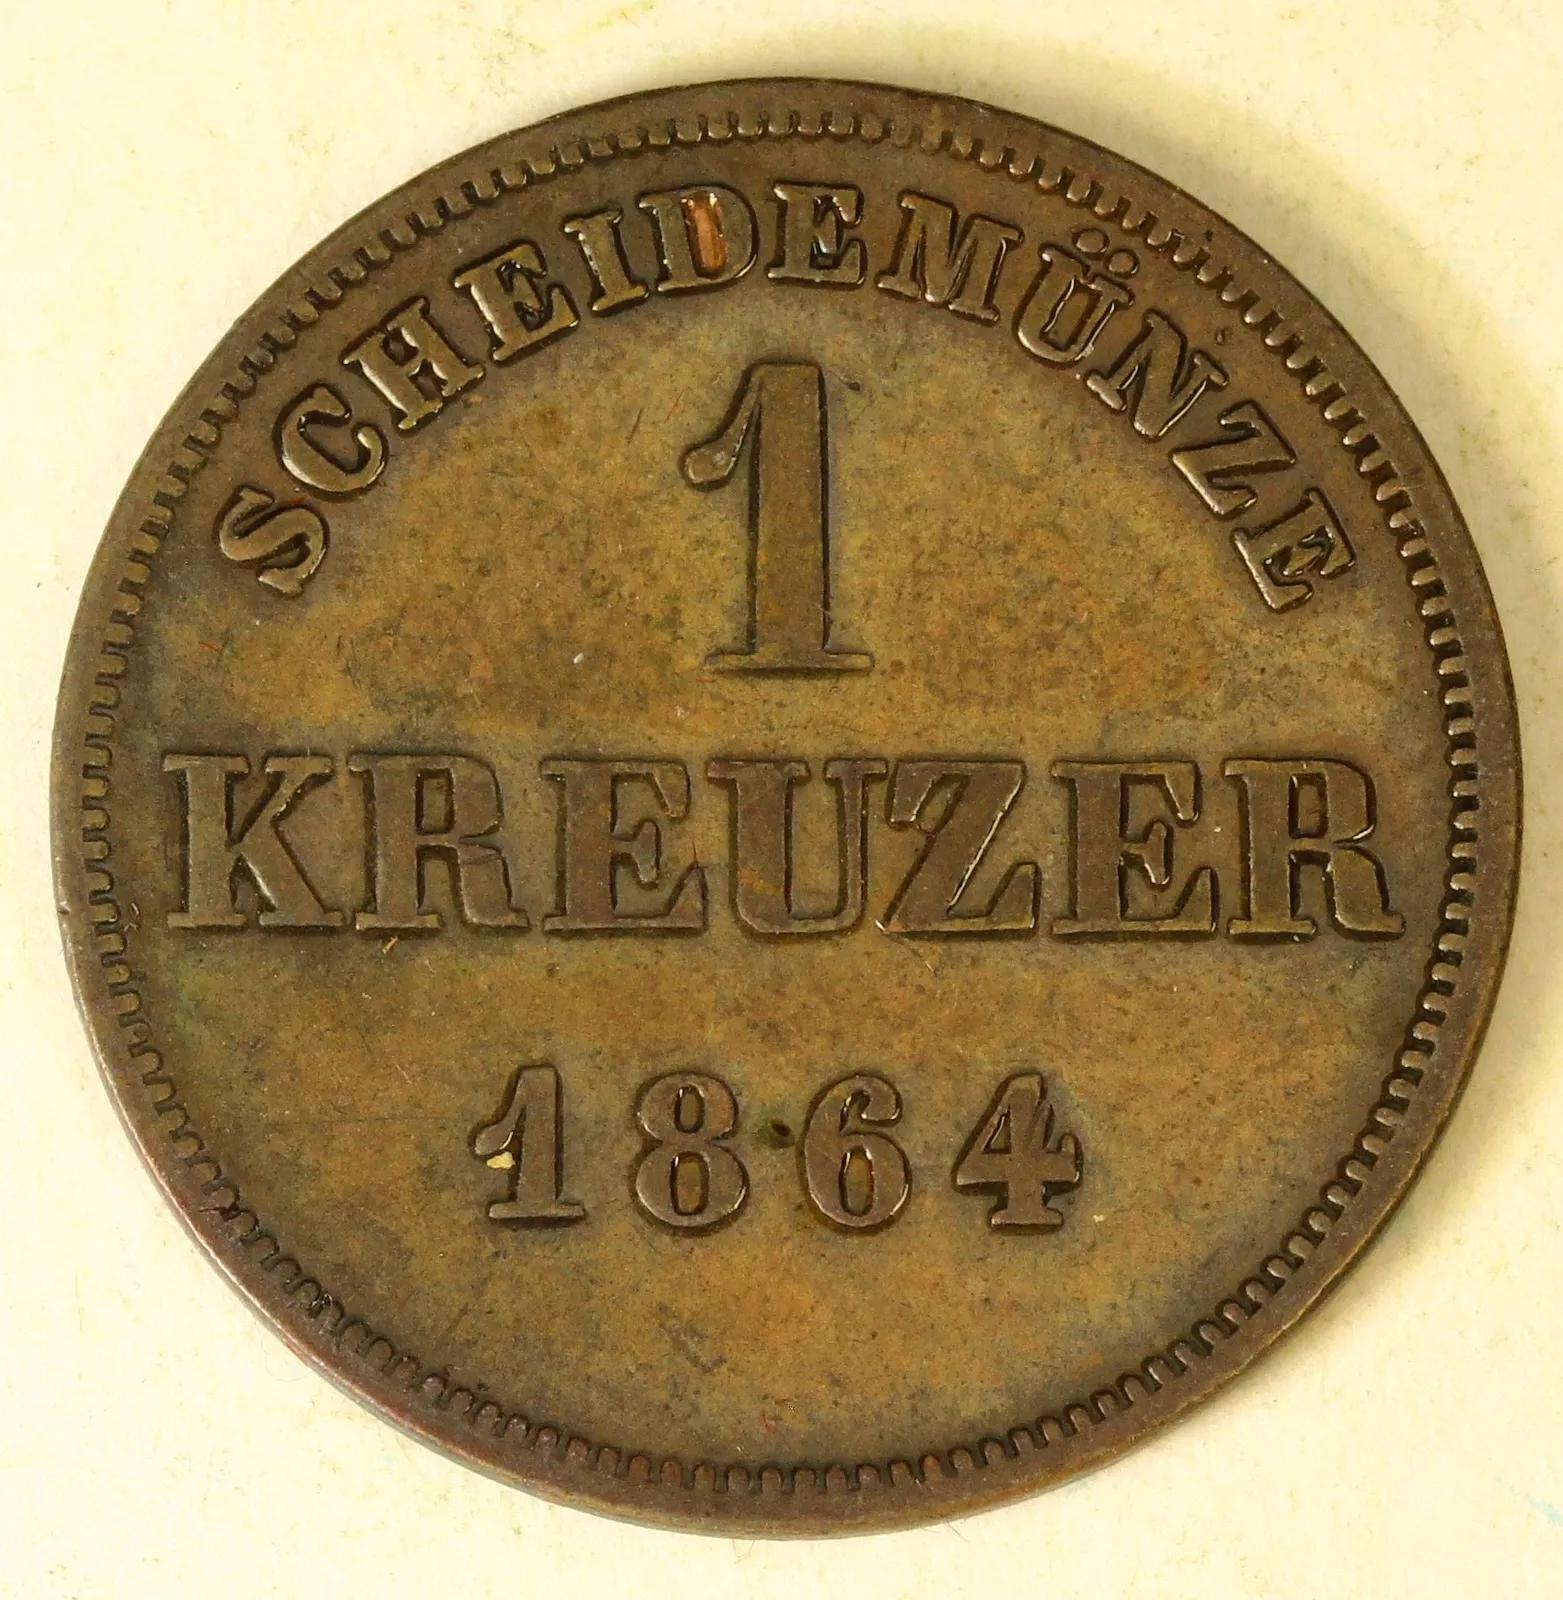 SCHEIDEMÜNZE
1
KREUZER
1864